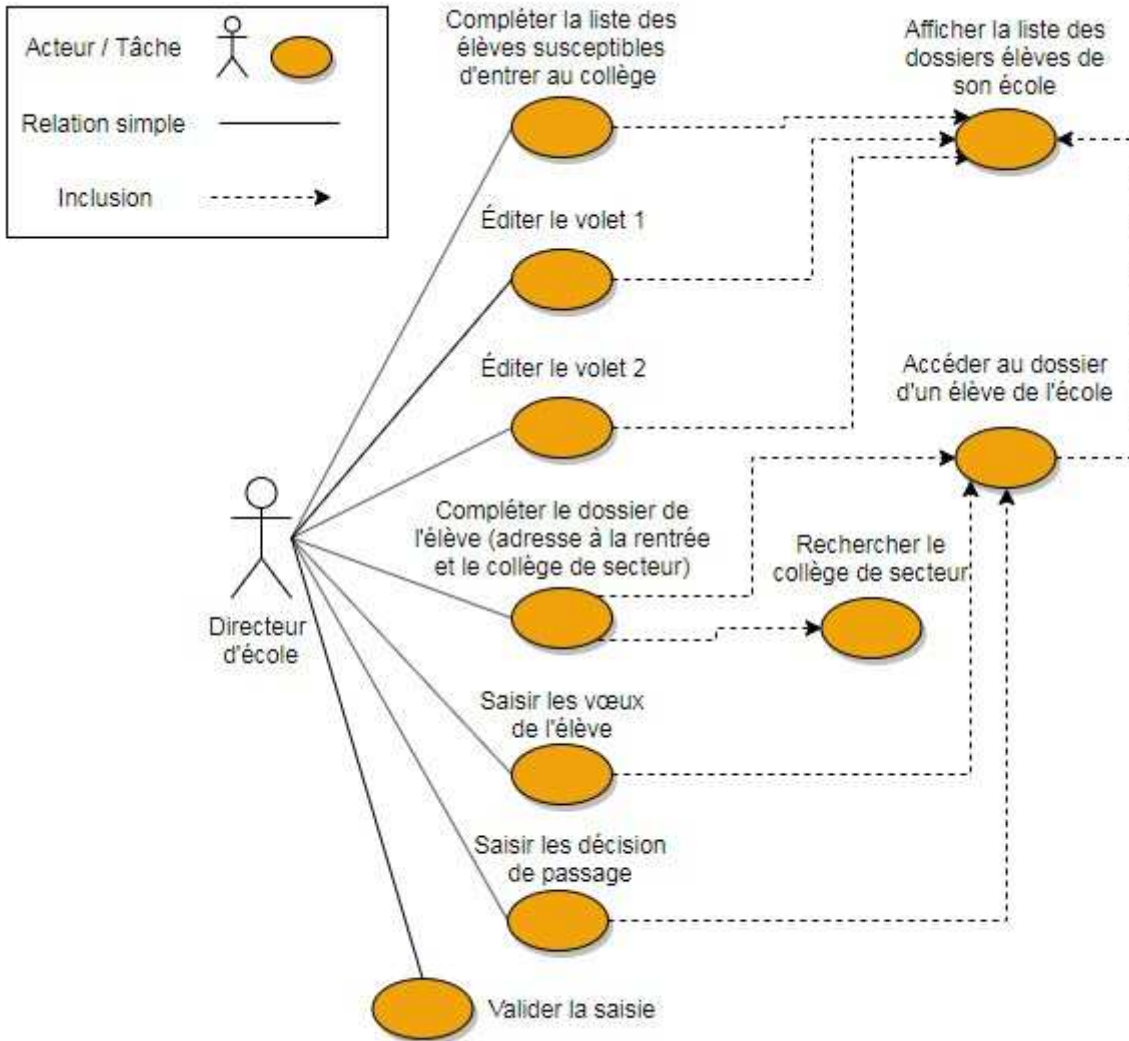 Acteur / Tâche
Relation simple
Inclusion
Compléter la liste des
élèves susceptibles
d'entrer au collège
Afficher la liste des
dossiers élèves de
son école
Éditer le volet 1
Éditer le volet 2
Accéder au dossier
d'un élève de l'école
Compléter le dossier de
l'élève (adresse à la rentrée
et le collège de secteur)
Rechercher le
collège de secteur
Directeur
d'école
Saisir les vœux
de l'élève
Saisir les décision
de passage
Valider la saisie